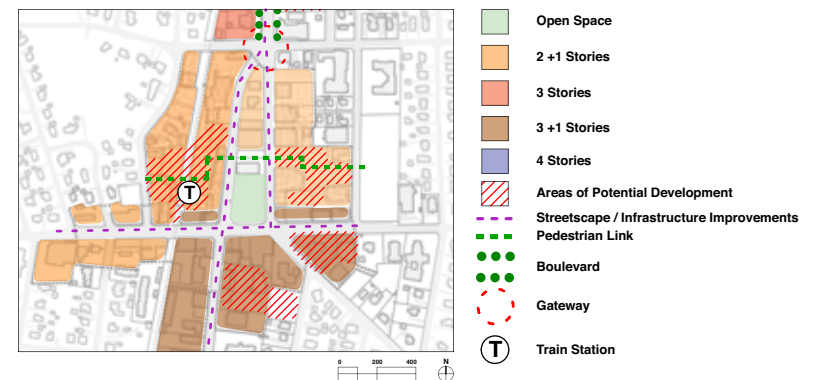 Open Space
2 +1 Stories
3 Stories
3 +1 Stories
4 Stories
Areas of Potential Development
Streetscape / Infrastructure Improvements
Pedestrian Link
Boulevard
Gateway
T Train Station
T
0 200 400 N